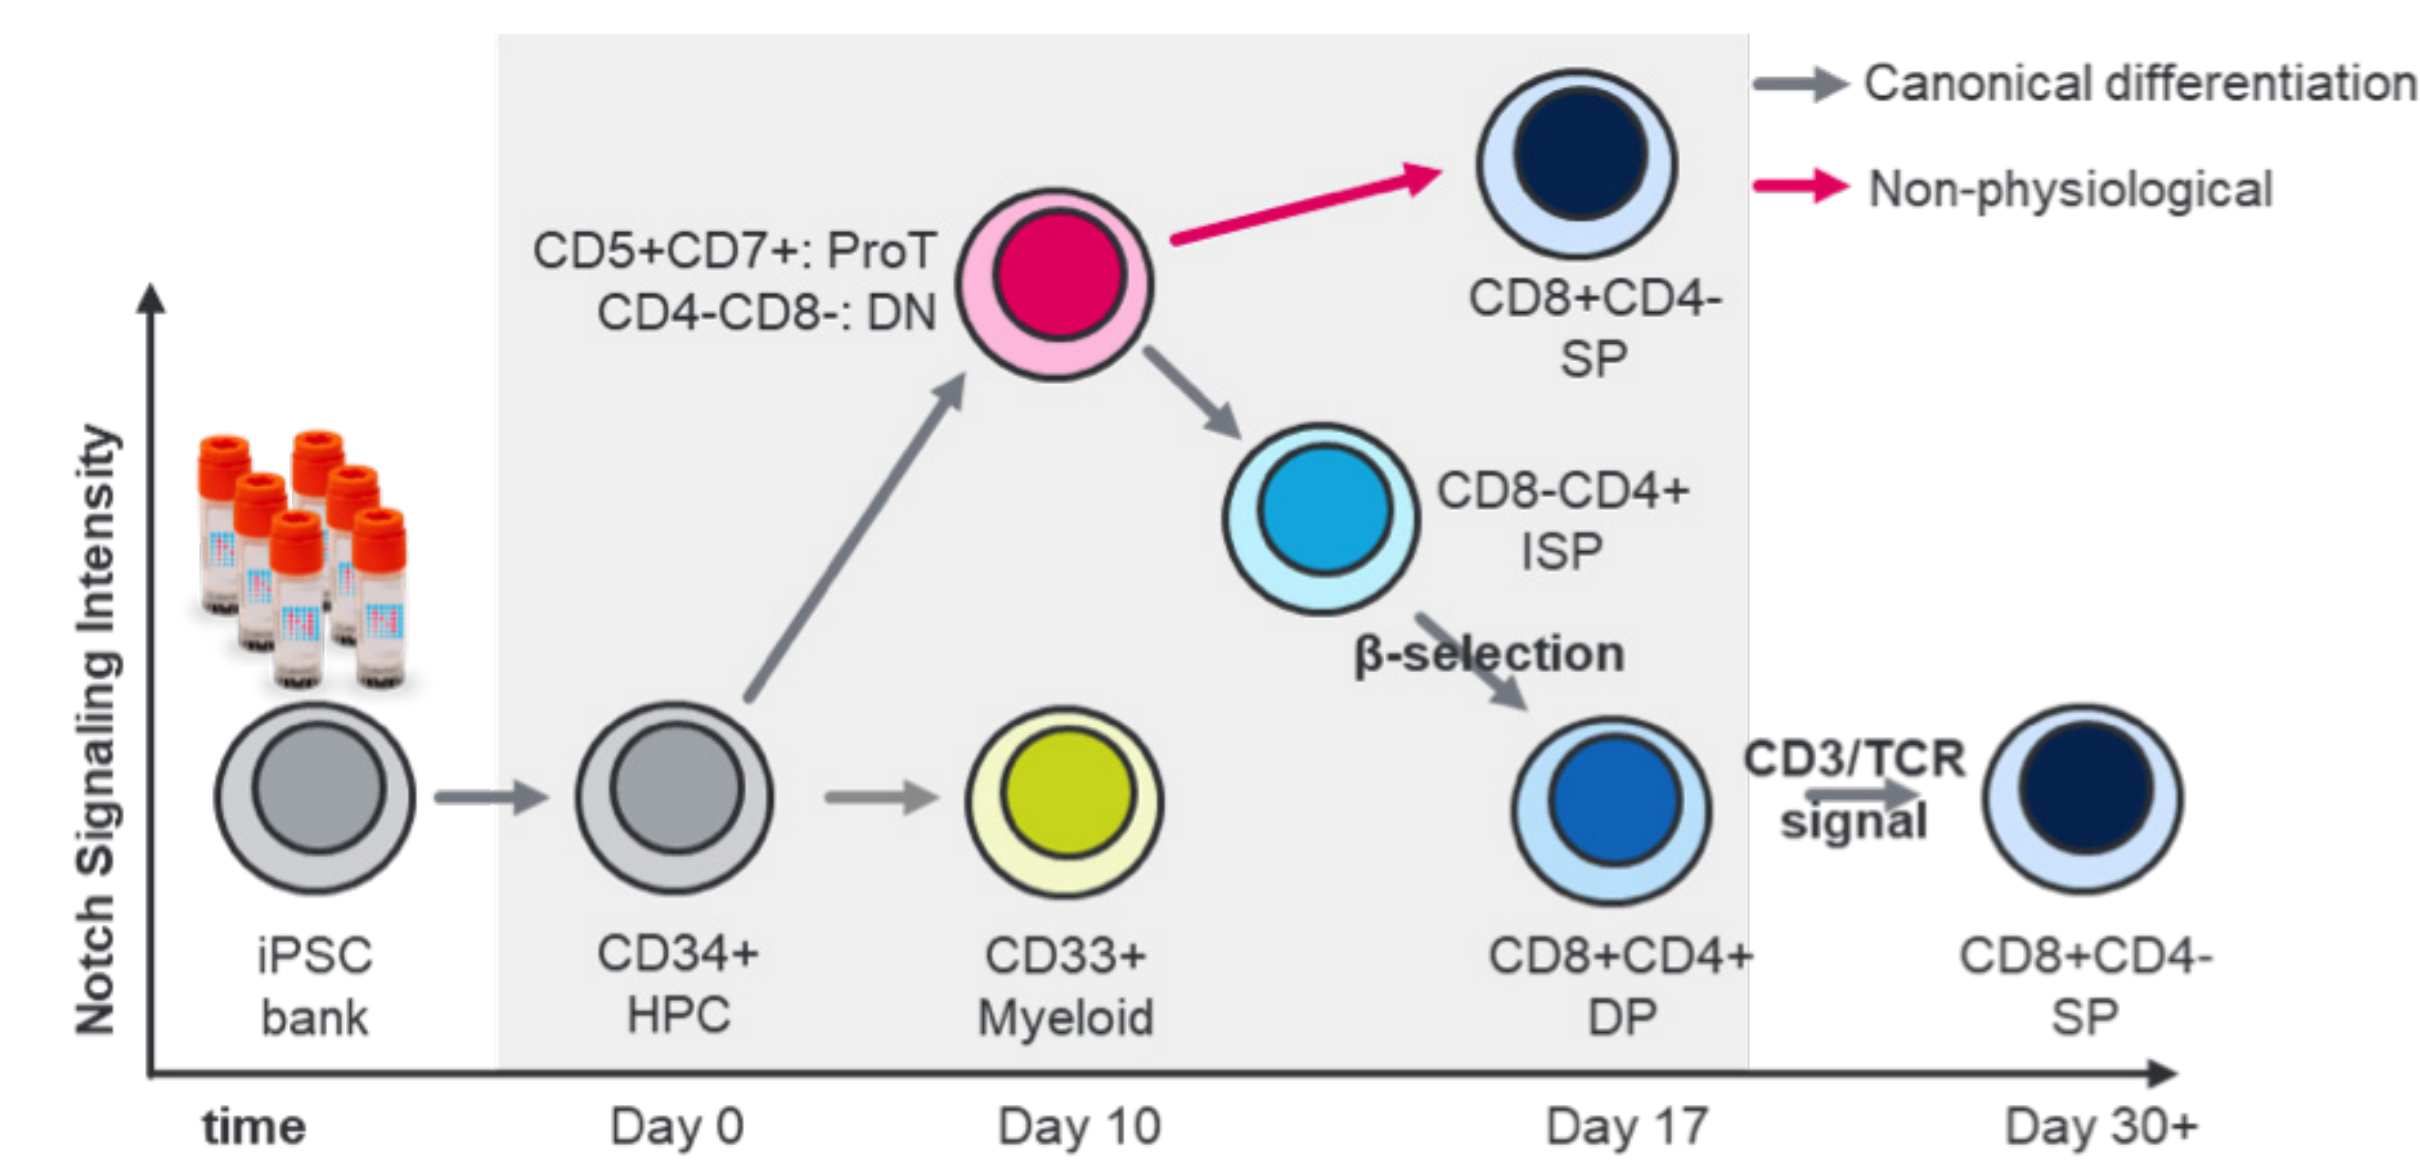 Canonical differentiation
Non-physiological
CD5+CD7+: ProT
CD4-CD8-: DN
CD8+CD4-
SP
CD8-CD4+
ISP
β-selection
CD3/TCR
signal
Notch Signaling Intensity
N
N
N
N
iPSC
bank
CD34+
HPC
CD33+
Myeloid
CD8+CD4+
DP
CD8+CD4-
SP
time
Day 0
Day 10
Day 17
Day 30+